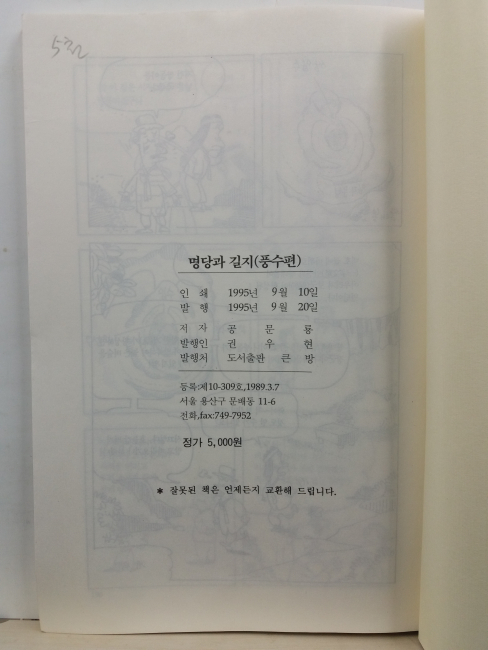 명당과 길지(풍수편)
인 쇄 1995년 9월 10일
발 행 1995년 9월 20일
저 자 공 문 룡
발행인 권 우 현
발행처 도서출판 큰 방
등록:제10-309호,1989.3.7
서울 용산구 문배동 11-6
전화,fax:749-7952
정가 5,000원
* 잘못된 책은 언제든지 교환해 드립니다.